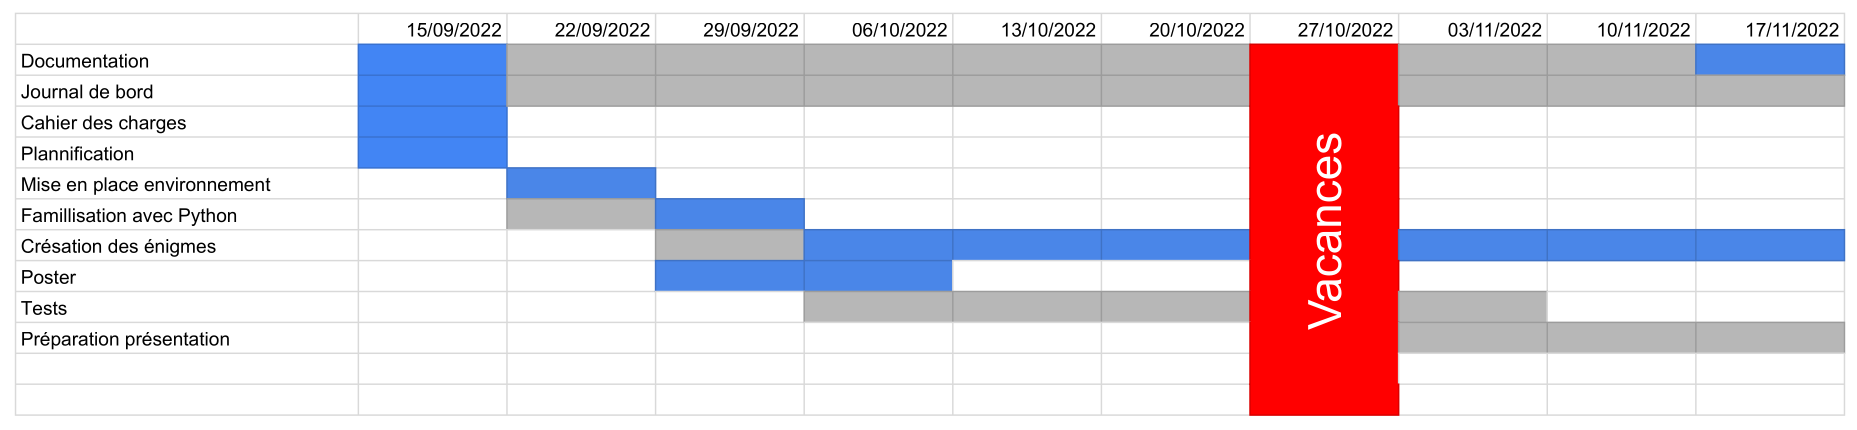 15/09/2022 22/09/2022 29/09/2022 06/10/2022 13/10/2022 20/10/2022 27/10/2022 03/11/2022 10/11/2022 17/11/2022
Documentation
Journal de bord
Cahier des charges
Plannification
Mise en place environnement
Famillisation avec Python
Crésation des énigmes
Poster
Tests
Préparation présentation
Vacances